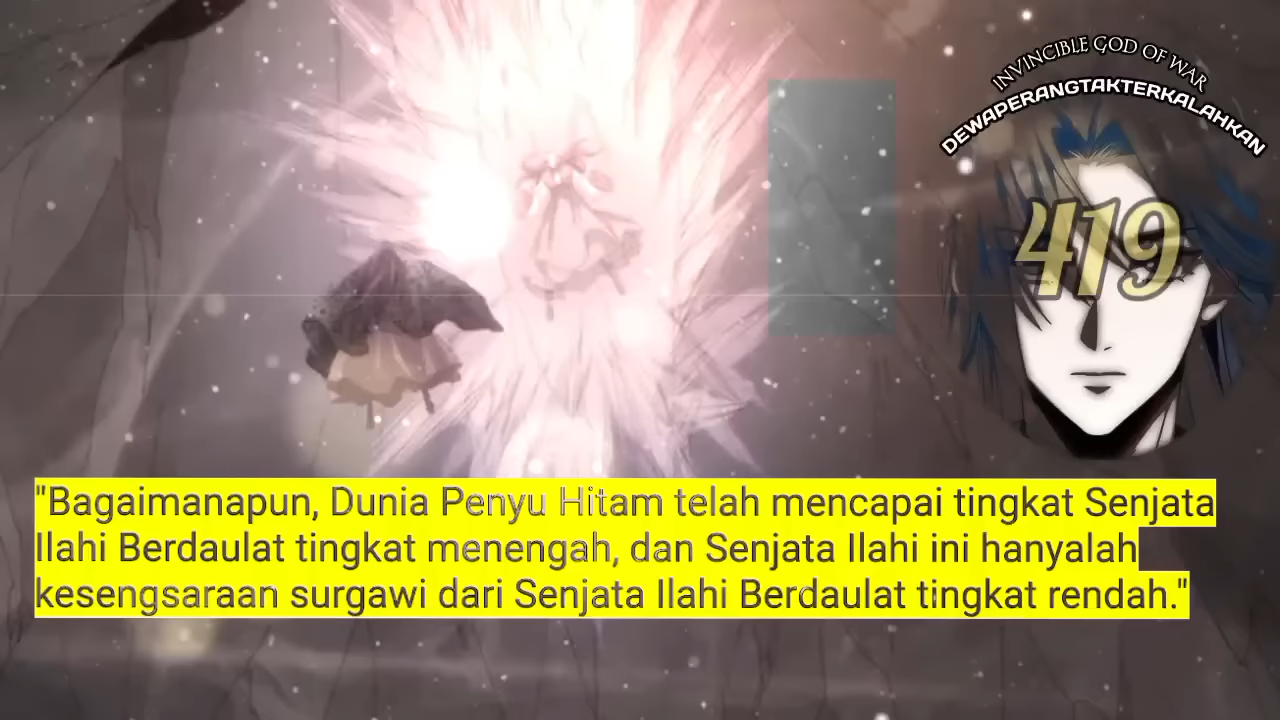 INVINCIBLE GOD OF WAR
DEWAPERANGTAKTERKALAHKAN
419
"Bagaimanapun, Dunia Penyu Hitam telah mencapai tingkat Senjata
Ilahi Berdaulat tingkat menengah, dan Senjata Ilahi ini hanyalah
kesengsaraan surgawi dari Senjata Ilahi Berdaulat tingkat rendah."